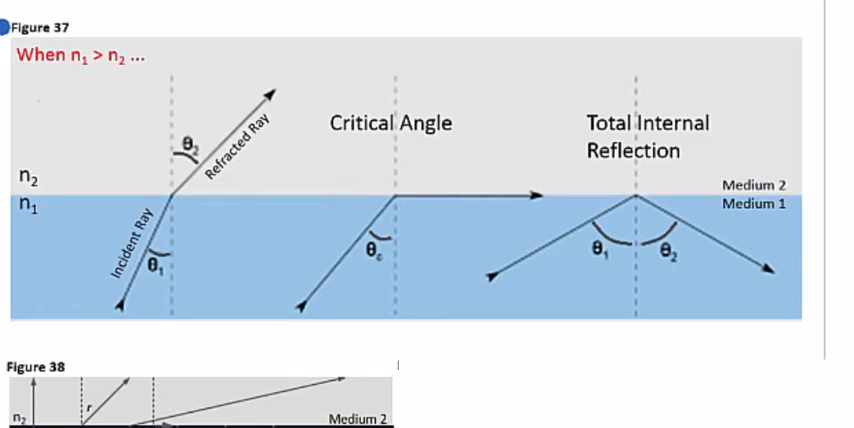 Figure 37
When n₁ > n₂ ...
θ₂
Refracted Ray
Critical Angle
Total Internal
Reflection
n₂
Medium 2
n₁
Medium 1
Incident Ray
θ₁
θc
θ₁
θ₂
Figure 38
r
n₂
Medium 2